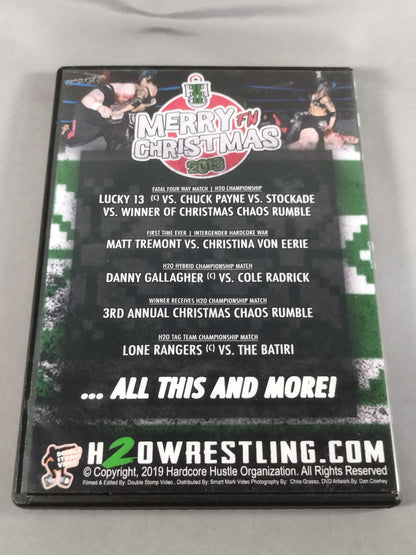 MERRY FN
CHRISTMAS
2019
FATAL FOUR WAY MATCH | H2O CHAMPIONSHIP
LUCKY 13 (C) VS. CHUCK PAYNE VS. STOCKADE
VS. WINNER OF CHRISTMAS CHAOS RUMBLE
FIRST TIME EVER | INTERGENDER HARDCORE WAR
MATT TREMONT VS. CHRISTINA VON EERIE
H2O HYBRID CHAMPIONSHIP MATCH
DANNY GALLAGHER (C) VS. COLE RADRICK
WINNER RECEIVES H2O CHAMPIONSHIP MATCH
3RD ANNUAL CHRISTMAS CHAOS RUMBLE
H2O TAG TEAM CHAMPIONSHIP MATCH
LONE RANGERS (C) VS. THE BATIRI
... ALL THIS AND MORE!
DOUBLE STOMP VIDEO
H2OWRESTLING.COM
© Copyright, 2019 Hardcore Hustle Organization. All Rights Reserved
Filmed & Edited By: Double Stomp Video , Distributed By: Smart Mark Video Photography By: Chris Grasso, DVD Artwork By: Dan Cowhey